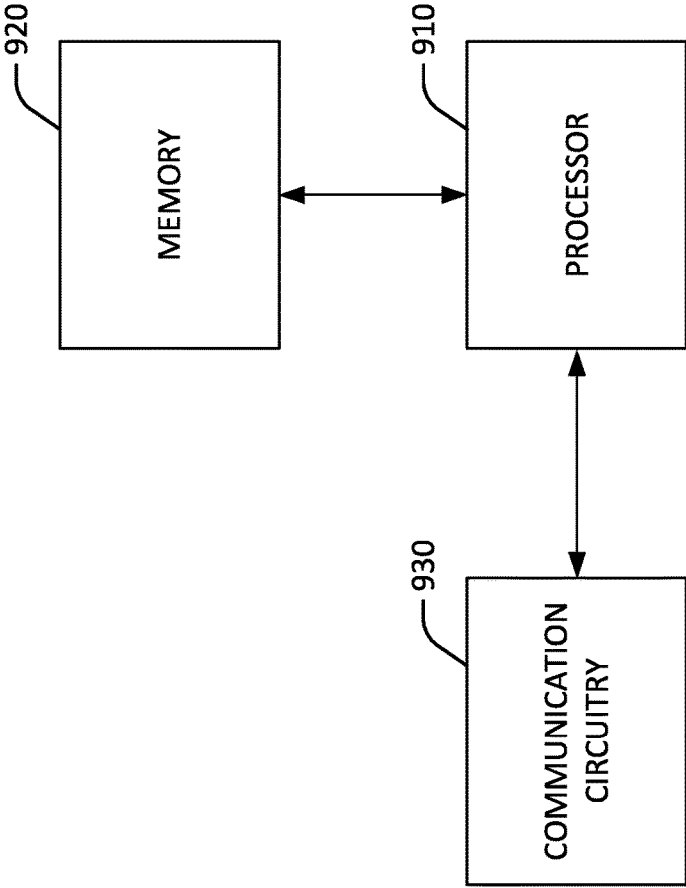 920
MEMORY
930
COMMUNICATION
CIRCUITRY
910
PROCESSOR